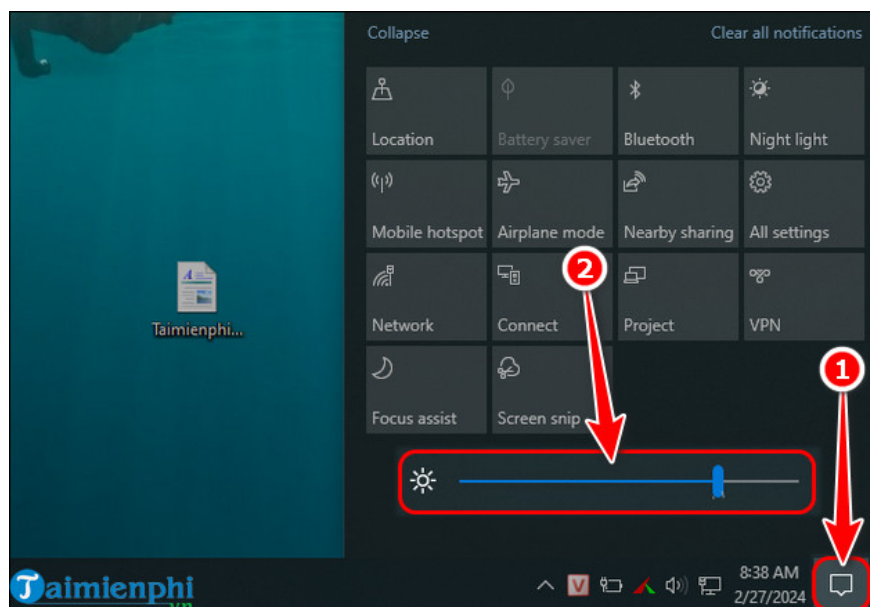 Collapse
Clear all notifications
Location
Battery saver
Bluetooth
Night light
Mobile hotspot
Airplane mode
Nearby sharing
All settings
2
Network
Connect
Project
VPN
Taimienphi...
1
Focus assist
Screen snip
V
8:38 AM
2/27/2024
Taimienphi
.vn